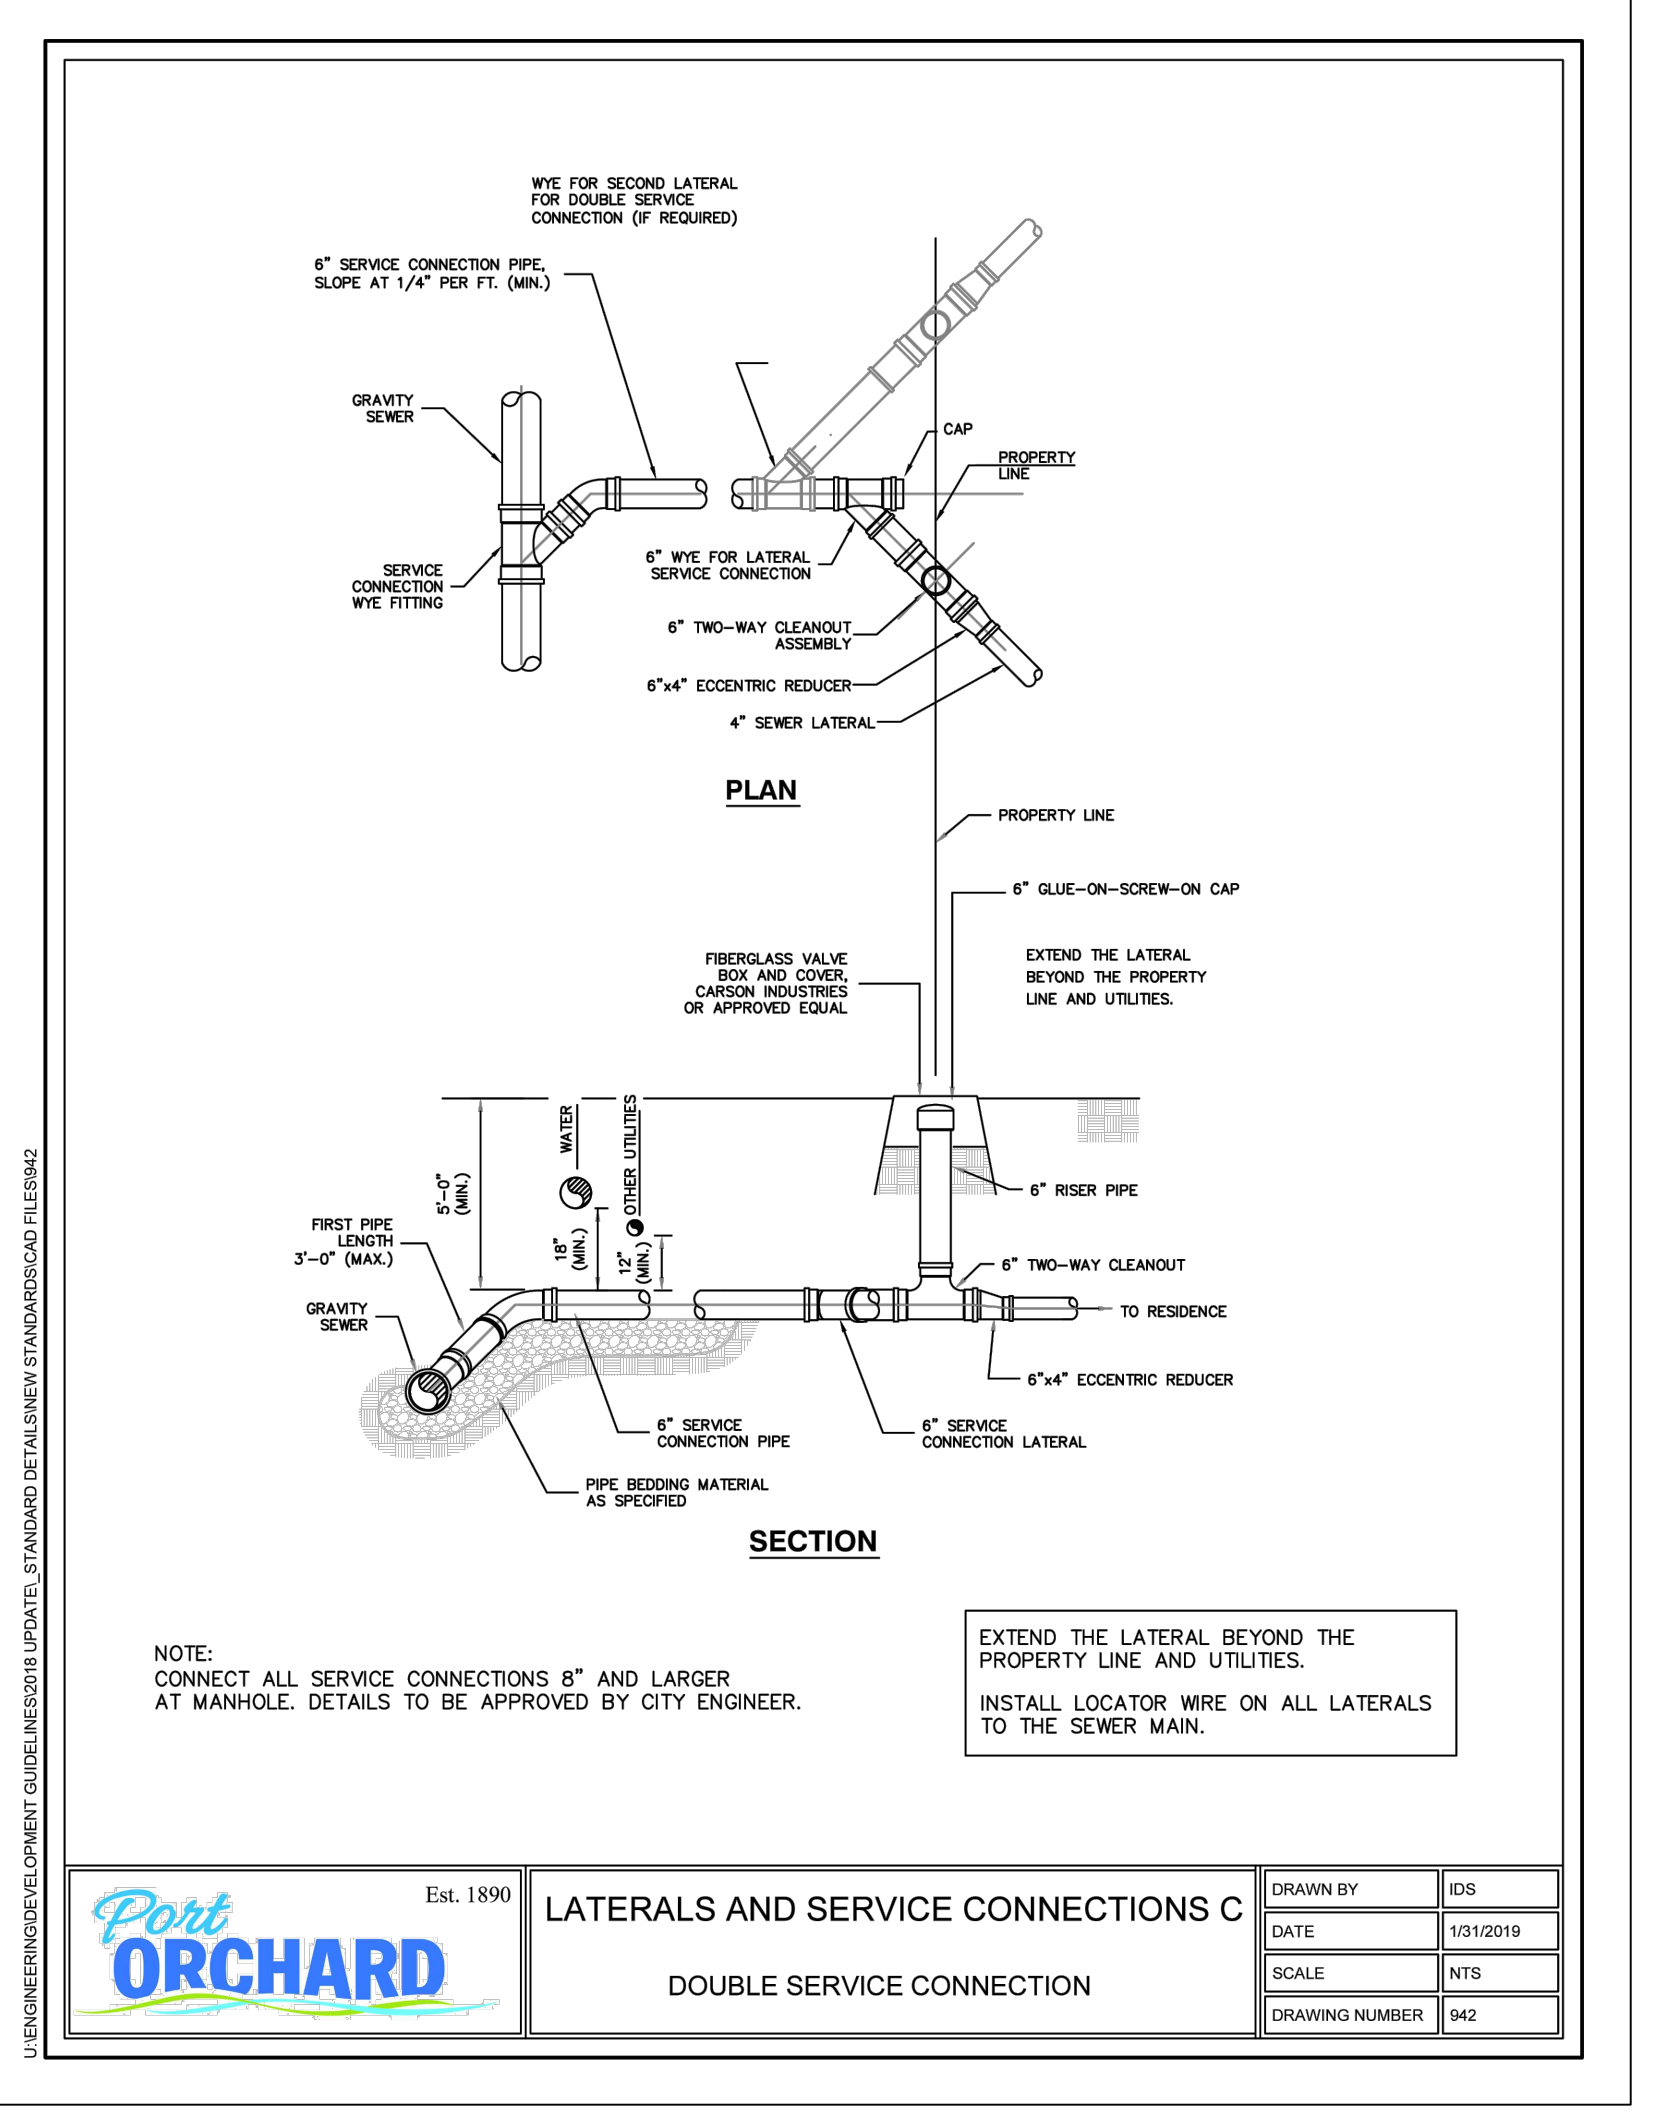 WYE FOR SECOND LATERAL
FOR DOUBLE SERVICE
CONNECTION (IF REQUIRED)
6" SERVICE CONNECTION PIPE,
SLOPE AT 1/4" PER FT. (MIN.)
GRAVITY
SEWER
CAP
PROPERTY
LINE
6" WYE FOR LATERAL
SERVICE CONNECTION
SERVICE
CONNECTION
WYE FITTING
6" TWO-WAY CLEANOUT
ASSEMBLY
6"x4" ECCENTRIC REDUCER
4" SEWER LATERAL
PLAN
PROPERTY LINE
6" GLUE-ON-SCREW-ON CAP
FIBERGLASS VALVE
BOX AND COVER,
CARSON INDUSTRIES
OR APPROVED EQUAL
EXTEND THE LATERAL
BEYOND THE PROPERTY
LINE AND UTILITIES.
5'-0"
(MIN.)
WATER
OTHER UTILITIES
18"
(MIN.)
12"
(MIN.)
6" RISER PIPE
FIRST PIPE
LENGTH
3'-0" (MAX.)
GRAVITY
SEWER
6" TWO-WAY CLEANOUT
TO RESIDENCE
6"x4" ECCENTRIC REDUCER
6" SERVICE
CONNECTION PIPE
6" SERVICE
CONNECTION LATERAL
PIPE BEDDING MATERIAL
AS SPECIFIED
SECTION
NOTE:
CONNECT ALL SERVICE CONNECTIONS 8" AND LARGER
AT MANHOLE. DETAILS TO BE APPROVED BY CITY ENGINEER.
EXTEND THE LATERAL BEYOND THE
PROPERTY LINE AND UTILITIES.
INSTALL LOCATOR WIRE ON ALL LATERALS
TO THE SEWER MAIN.
U:\ENGINEERING\DEVELOPMENT GUIDELINES\2018 UPDATE\_STANDARD DETAILS\NEW STANDARDS\CAD FILES\942
Est. 1890
Port
ORCHARD
LATERALS AND SERVICE CONNECTIONS C
DOUBLE SERVICE CONNECTION
DRAWN BY IDS
DATE 1/31/2019
SCALE NTS
DRAWING NUMBER 942